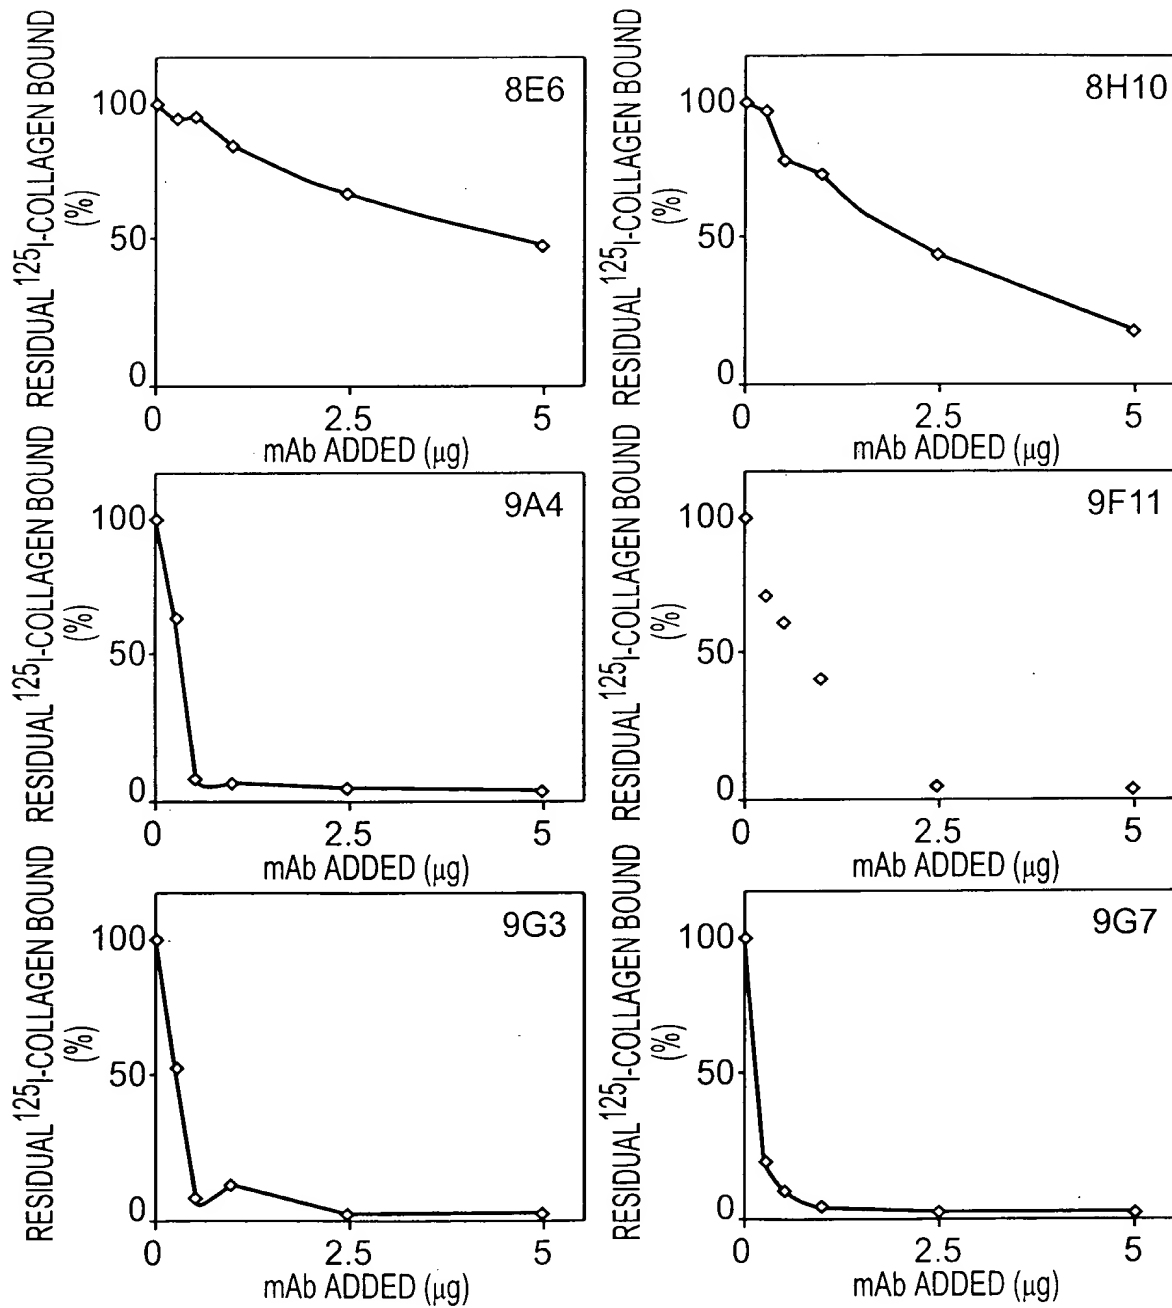 RESIDUAL ¹²⁵I-COLLAGEN BOUND
(%)
100
50
0
8E6
0 2.5 5
mAb ADDED (μg)
RESIDUAL ¹²⁵I-COLLAGEN BOUND
(%)
100
50
0
8H10
0 2.5 5
mAb ADDED (μg)
RESIDUAL ¹²⁵I-COLLAGEN BOUND
(%)
100
50
0
9A4
0 2.5 5
mAb ADDED (μg)
RESIDUAL ¹²⁵I-COLLAGEN BOUND
(%)
100
50
0
9F11
0 2.5 5
mAb ADDED (μg)
RESIDUAL ¹²⁵I-COLLAGEN BOUND
(%)
100
50
0
9G3
0 2.5 5
mAb ADDED (μg)
RESIDUAL ¹²⁵I-COLLAGEN BOUND
(%)
100
50
0
9G7
0 2.5 5
mAb ADDED (μg)